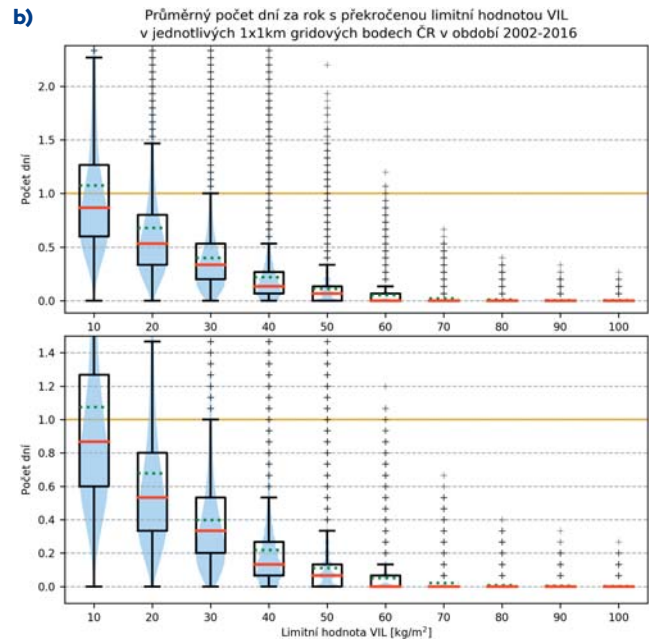 b)
Průměrný počet dní za rok s překročenou limitní hodnotou VIL
v jednotlivých 1x1km gridových bodech ČR v období 2002-2016
Počet dní
2.0
1.5
1.0
0.5
0.0
10 20 30 40 50 60 70 80 90 100
Počet dní
1.4
1.2
1.0
0.8
0.6
0.4
0.2
0.0
10 20 30 40 50 60 70 80 90 100
Limitní hodnota VIL [kg/m²]